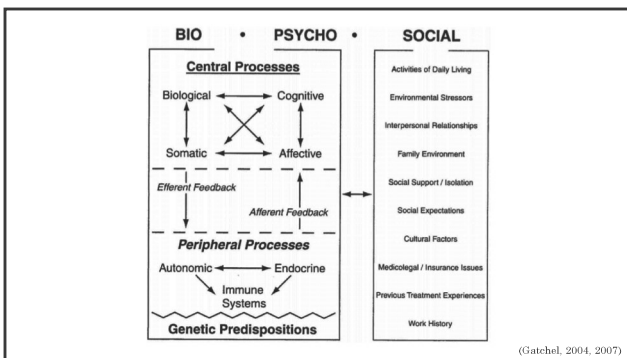 BIO • PSYCHO • SOCIAL
Central Processes
Biological Cognitive
Somatic Affective
Efferent Feedback
Afferent Feedback
Peripheral Processes
Autonomic Endocrine
Immune
Systems
Genetic Predispositions
Activities of Daily Living
Environmental Stressors
Interpersonal Relationships
Family Environment
Social Support / Isolation
Social Expectations
Cultural Factors
Medicolegal / Insurance Issues
Previous Treatment Experiences
Work History
(Gatchel, 2004, 2007)